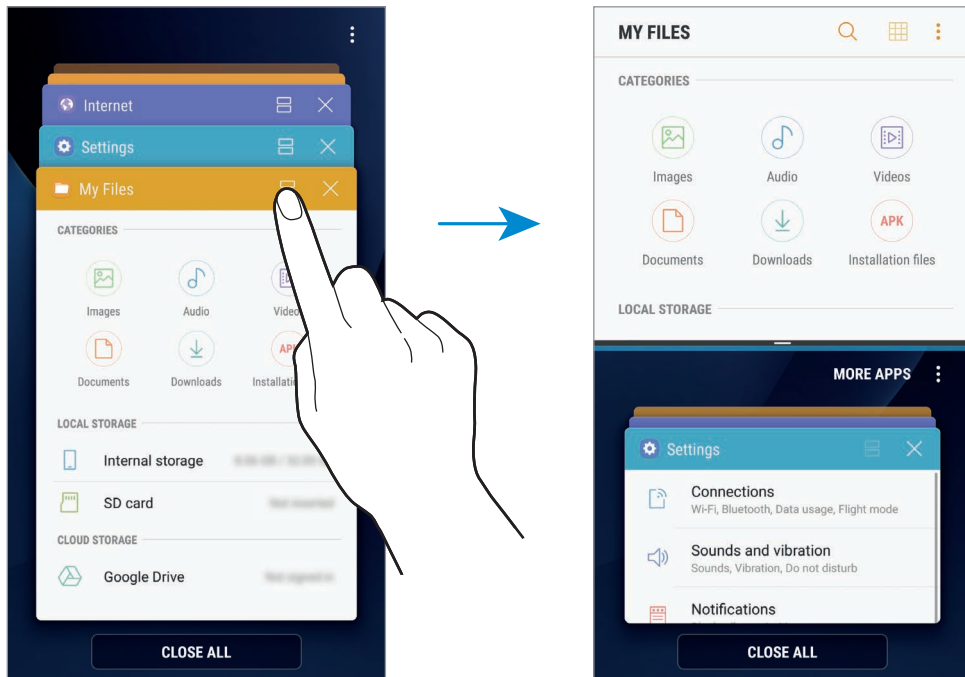 Internet
Settings
My Files
CATEGORIES
Images
Audio
Documents
Downloads
LOCAL STORAGE
Internal storage
SD card
CLOUD STORAGE
Google Drive
CLOSE ALL
MY FILES
CATEGORIES
Images
Audio
Videos
APK
Documents
Downloads
Installation files
LOCAL STORAGE
MORE APPS
Settings
Connections
Wi-Fi, Bluetooth, Data usage, Flight mode
Sounds and vibration
Sounds, Vibration, Do not disturb
Notifications
CLOSE ALL